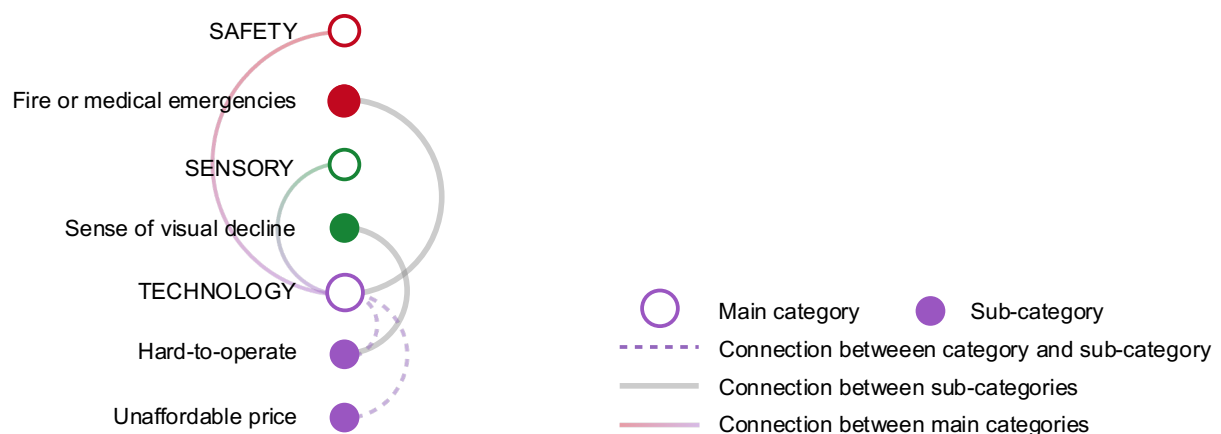 SAFETY
Fire or medical emergencies
SENSORY
Sense of visual decline
TECHNOLOGY
Hard-to-operate
Unaffordable price
Main category
Sub-category
Connection betweeen category and sub-category
Connection between sub-categories
Connection between main categories